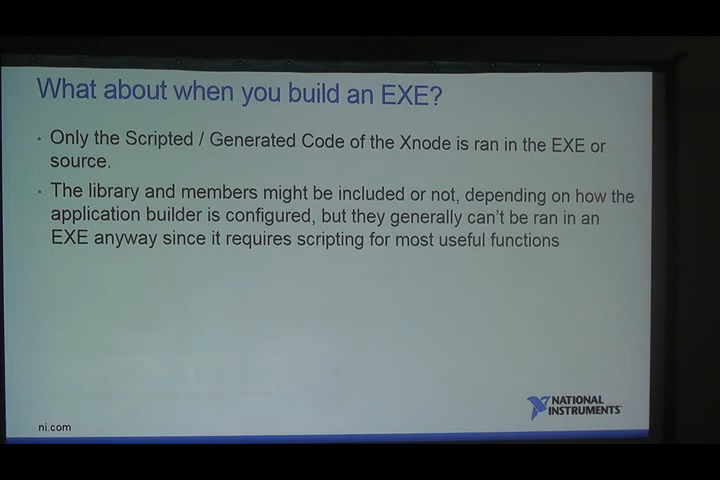 What about when you build an EXE?
· Only the Scripted / Generated Code of the Xnode is ran in the EXE or
source.
· The library and members might be included or not, depending on how the
application builder is configured, but they generally can't be ran in an
EXE anyway since it requires scripting for most useful functions
NATIONAL
INSTRUMENTS
ni.com